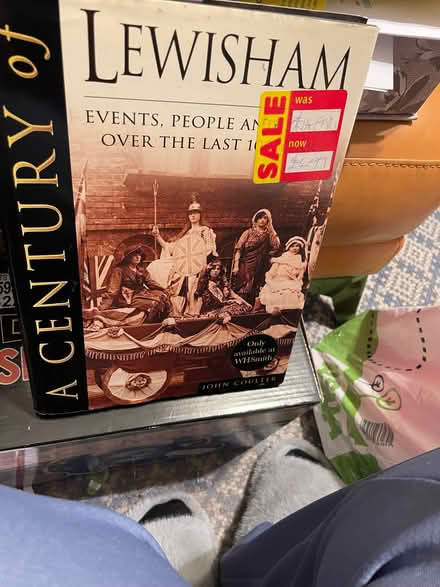 A CENTURY of
LEWISHAM
EVENTS, PEOPLE AN
OVER THE LAST 1
SALE
was
now
Only
available at
WHSmith
JOHN COULTER